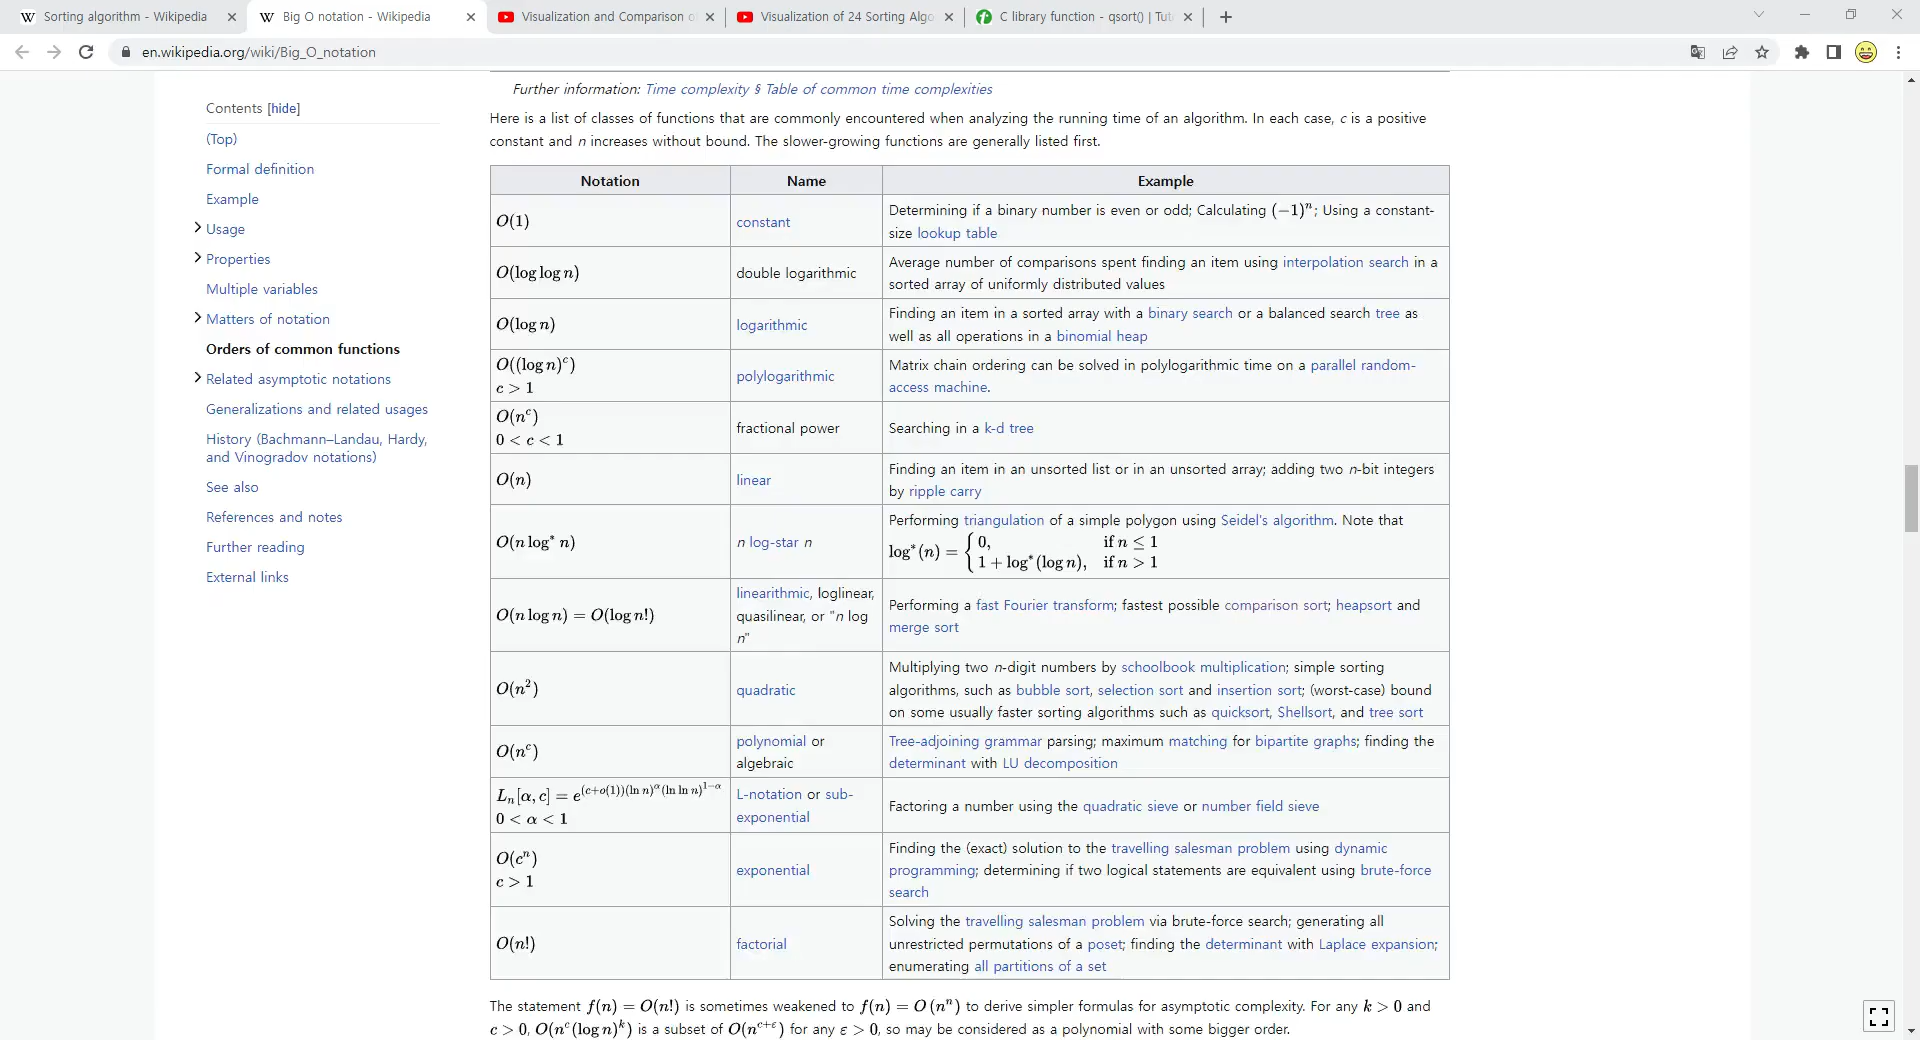 Sorting algorithm - Wikipedia
Big O notation - Wikipedia
Visualization and Comparison o
Visualization of 24 Sorting Algo
C library function - qsort() | Tuto
en.wikipedia.org/wiki/Big_O_notation
Contents [hide]
(Top)
Formal definition
Example
Usage
Properties
Multiple variables
Matters of notation
Orders of common functions
Related asymptotic notations
Generalizations and related usages
History (Bachmann–Landau, Hardy,
and Vinogradov notations)
See also
References and notes
Further reading
External links
Further information: Time complexity § Table of common time complexities
Here is a list of classes of functions that are commonly encountered when analyzing the running time of an algorithm. In each case, c is a positive
constant and n increases without bound. The slower-growing functions are generally listed first.
Notation Name Example
O(1) constant Determining if a binary number is even or odd; Calculating (−1)ⁿ; Using a constant-
size lookup table
O(log log n) double logarithmic Average number of comparisons spent finding an item using interpolation search in a
sorted array of uniformly distributed values
O(log n) logarithmic Finding an item in a sorted array with a binary search or a balanced search tree as
well as all operations in a binomial heap
O((log n)ᶜ)
c > 1
polylogarithmic
Matrix chain ordering can be solved in polylogarithmic time on a parallel random-
access machine.
O(nᶜ)
0 < c < 1
fractional power
Searching in a k-d tree
O(n) linear Finding an item in an unsorted list or in an unsorted array; adding two n-bit integers
by ripple carry
O(n log* n) n log-star n Performing triangulation of a simple polygon using Seidel's algorithm. Note that
log*(n) = { 0, if n ≤ 1
1 + log*(log n), if n > 1
O(n log n) = O(log n!)
linearithmic, loglinear,
quasilinear, or "n log
n"
Performing a fast Fourier transform; fastest possible comparison sort; heapsort and
merge sort
O(n²) quadratic Multiplying two n-digit numbers by schoolbook multiplication; simple sorting
algorithms, such as bubble sort, selection sort and insertion sort; (worst-case) bound
on some usually faster sorting algorithms such as quicksort, Shellsort, and tree sort
O(nᶜ)
polynomial or
algebraic
Tree-adjoining grammar parsing; maximum matching for bipartite graphs; finding the
determinant with LU decomposition
Lₙ[α, c] = e^(c+o(1))(ln n)^α(ln ln n)^1−α
0 < α < 1
L-notation or sub-
exponential
Factoring a number using the quadratic sieve or number field sieve
O(cⁿ)
c > 1
exponential
Finding the (exact) solution to the travelling salesman problem using dynamic
programming; determining if two logical statements are equivalent using brute-force
search
O(n!) factorial Solving the travelling salesman problem via brute-force search; generating all
unrestricted permutations of a poset; finding the determinant with Laplace expansion;
enumerating all partitions of a set
The statement f(n) = O(n!) is sometimes weakened to f(n) = O(nⁿ) to derive simpler formulas for asymptotic complexity. For any k > 0 and
c > 0, O(nᶜ(log n)ᵏ) is a subset of O(n^c+ε) for any ε > 0, so may be considered as a polynomial with some bigger order.